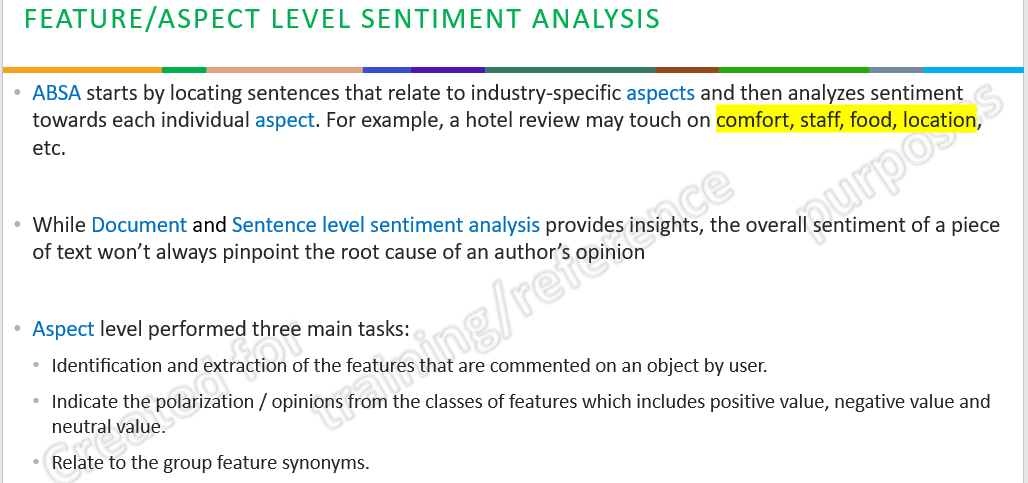 FEATURE/ASPECT LEVEL SENTIMENT ANALYSIS
• ABSA starts by locating sentences that relate to industry-specific aspects and then analyzes sentiment
towards each individual aspect. For example, a hotel review may touch on comfort, staff, food, location,
etc.
• While Document and Sentence level sentiment analysis provides insights, the overall sentiment of a piece
of text won’t always pinpoint the root cause of an author’s opinion
• Aspect level performed three main tasks:
• Identification and extraction of the features that are commented on an object by user.
• Indicate the polarization / opinions from the classes of features which includes positive value, negative value and
neutral value.
• Relate to the group feature synonyms.
Created for
training/reference
purposes